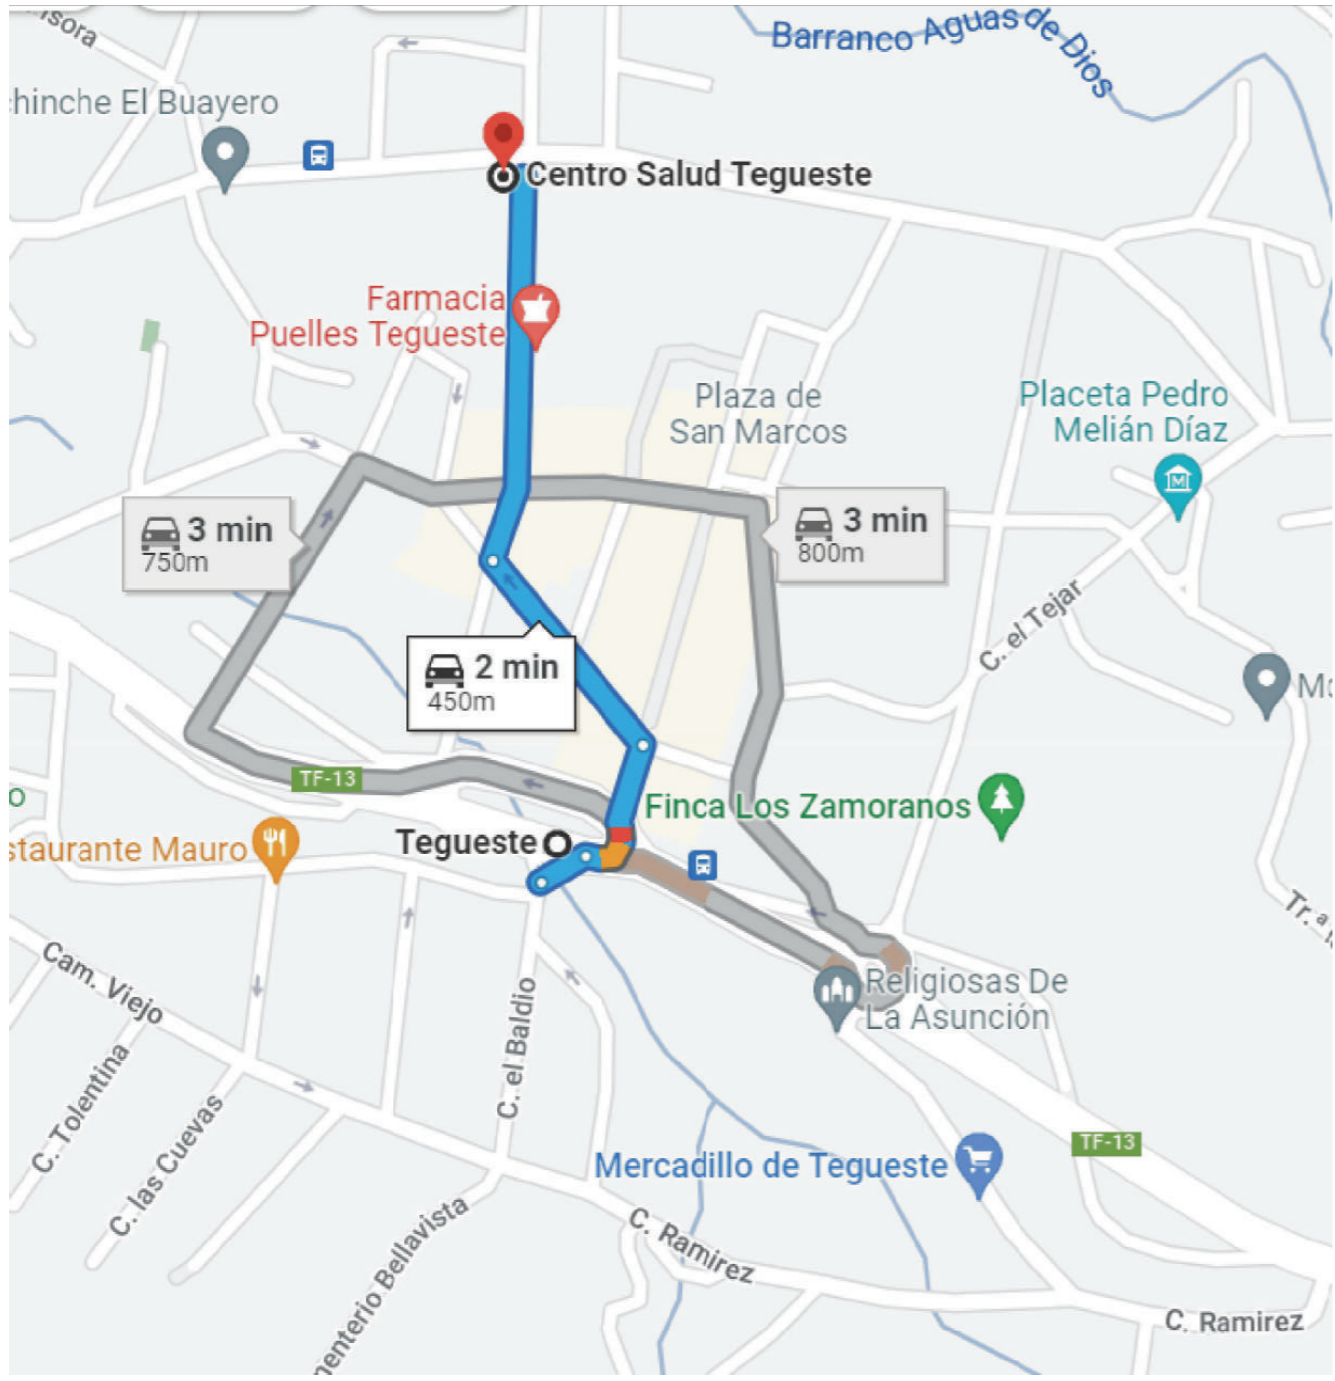 Barranco Aguas de Dios
El Buayero
Centro Salud Tegueste
Farmacia
Puelles Tegueste
Plaza de
San Marcos
Placeta Pedro
Melián Díaz
3 min
750m
3 min
800m
C. el Tejar
2 min
450m
TF-13
Finca Los Zamoranos
Tegueste
Mauro
Religiosas De
La Asunción
Cam. Viejo
C. el Baldio
C. Tolentina
C. las Cuevas
TF-13
Mercadillo de Tegueste
Bellavista
C. Ramirez
C. Ramirez